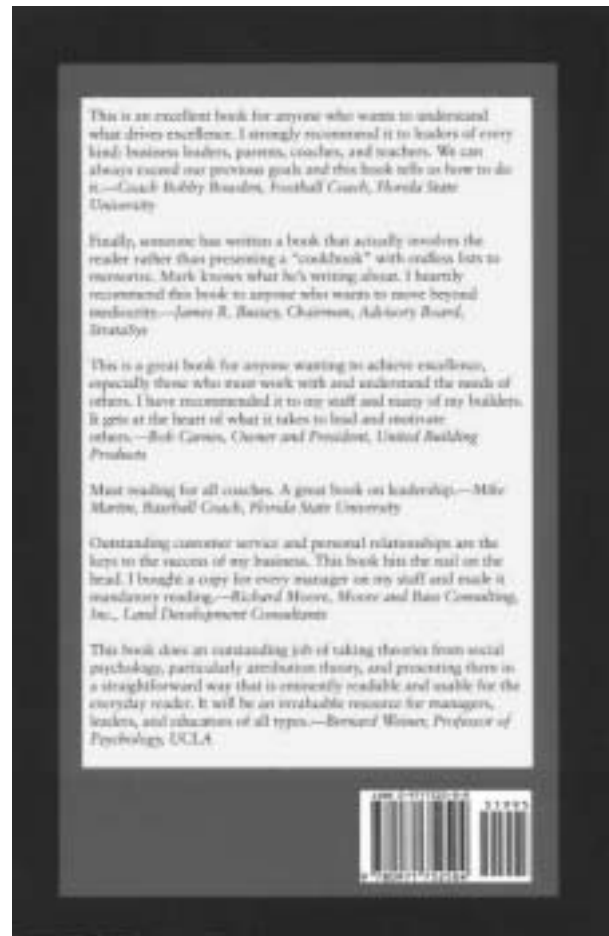 This is an excellent book for anyone who wants to understand
what drives excellence. I strongly recommend it to leaders of every
kind: business leaders, parents, coaches, and teachers. We can
always exceed our previous goals and this book tells us how to do
it.—Coach Bobby Bowden, Football Coach, Florida State
University
Finally, someone has written a book that actually involves the
reader rather than presenting a "cookbook" with endless lists to
memorize. Mark knows what he's writing about. I heartily
recommend this book to anyone who wants to move beyond
mediocrity.—James R. Bussey, Chairman, Advisory Board,
StrataSys
This is a great book for anyone wanting to achieve excellence,
especially those who must work with and understand the needs of
others. I have recommended it to my staff and many of my builders.
It gets at the heart of what it takes to lead and motivate
others.—Bob Carnes, Owner and President, United Building
Products
Must reading for all coaches. A great book on leadership.—Mike
Martin, Baseball Coach, Florida State University
Outstanding customer service and personal relationships are the
keys to the success of my business. This book hits the nail on the
head. I bought a copy for every manager on my staff and made it
mandatory reading.—Richard Moore, Moore and Bass Consulting,
Inc., Land Development Consultants
This book does an outstanding job of taking theories from social
psychology, particularly attribution theory, and presenting them in
a straightforward way that is eminently readable and usable for the
everyday reader. It will be an invaluable resource for managers,
leaders, and educators of all types.—Bernard Weiner, Professor of
Psychology, UCLA
ISBN
51995